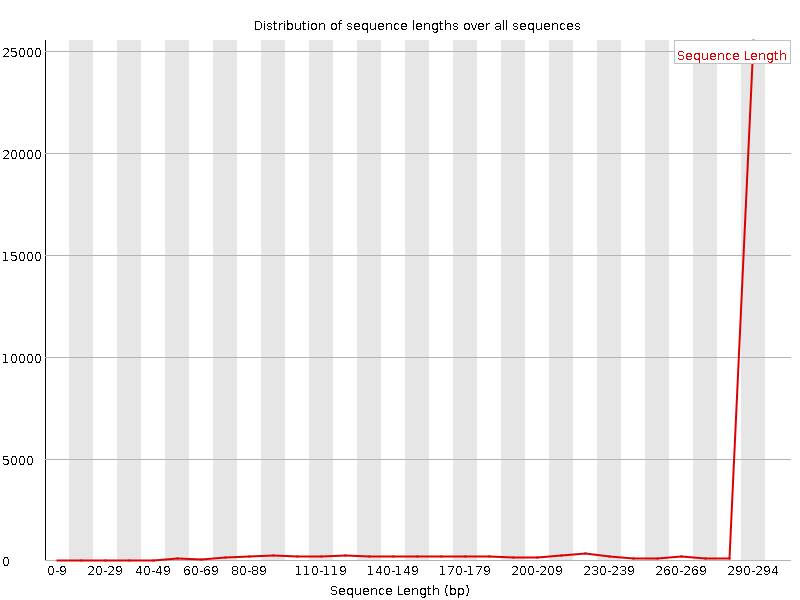 Distribution of sequence lengths over all sequences
Sequence Length
25000
20000
15000
10000
5000
0
0-9 20-29 40-49 60-69 80-89 110-119 140-149 170-179 200-209 230-239 260-269 290-294
Sequence Length (bp)